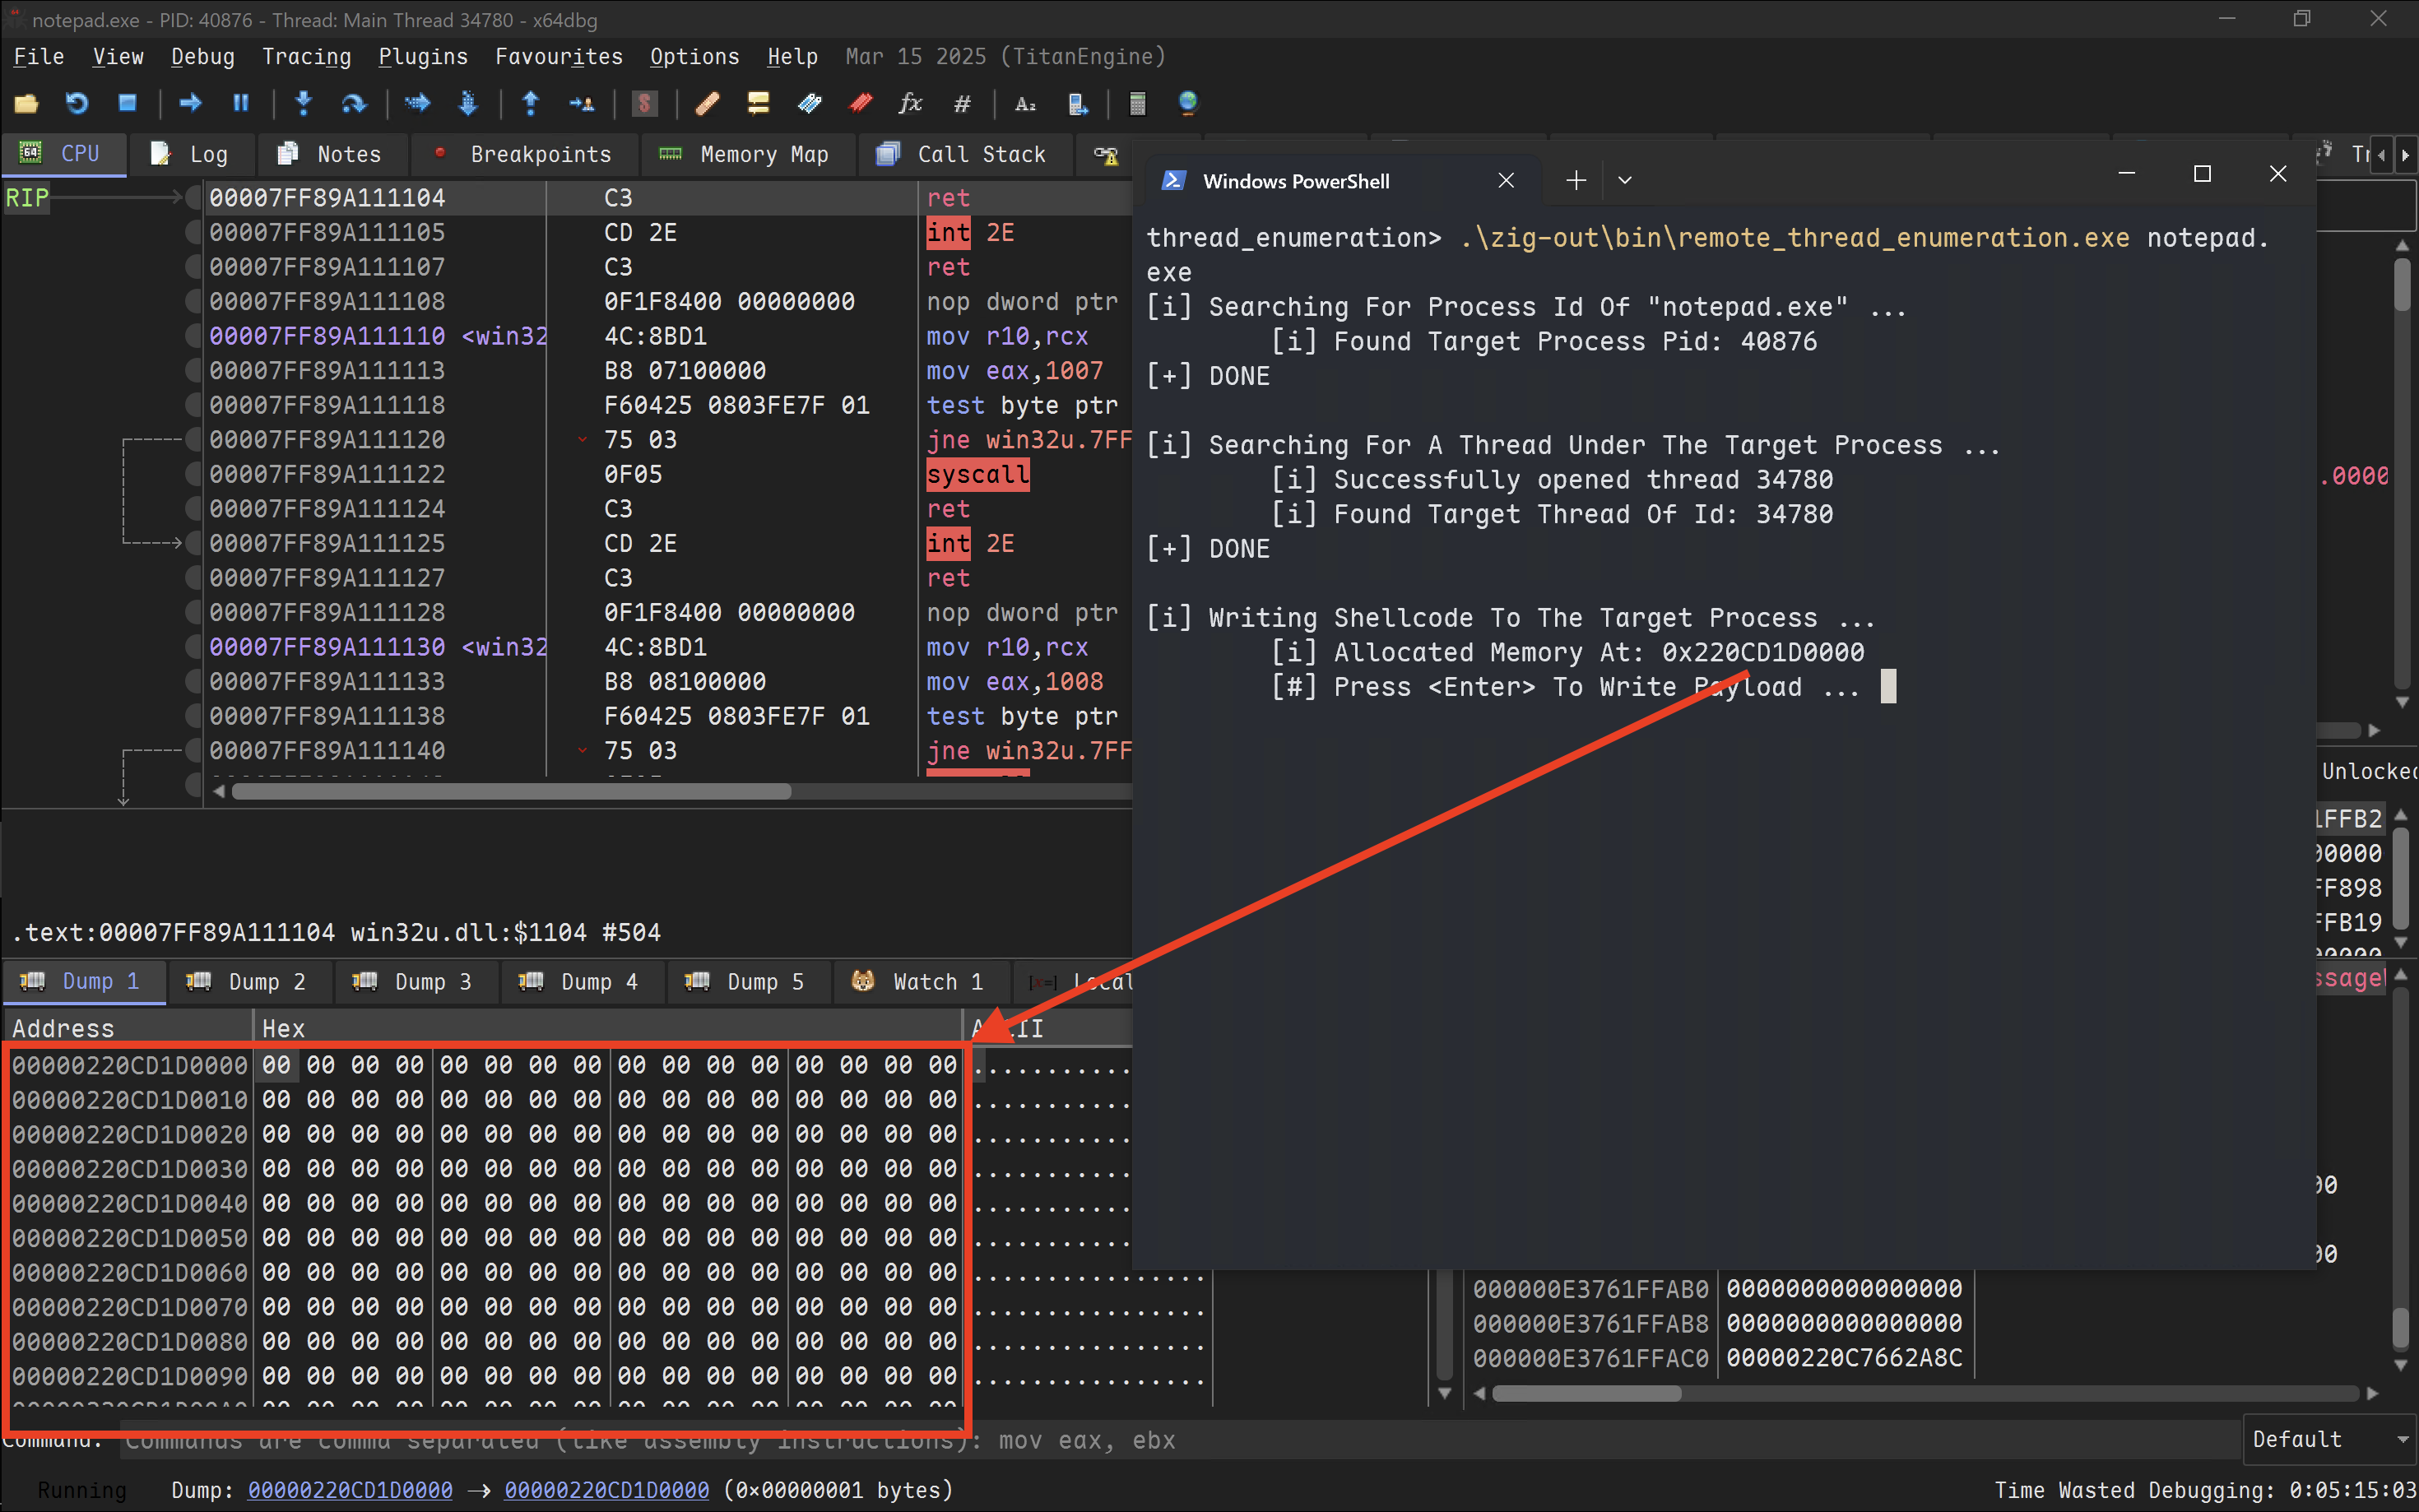 notepad.exe - PID: 40876 - Thread: Main Thread 34780 - x64dbg
File View Debug Tracing Plugins Favourites Options Help Mar 15 2025 (TitanEngine)
CPU Log Notes Breakpoints Memory Map Call Stack
RIP 00007FF89A111104 C3 ret
00007FF89A111105 CD 2E int 2E
00007FF89A111107 C3 ret
00007FF89A111108 0F1F8400 00000000 nop dword ptr
00007FF89A111110 <win32 4C:8BD1 mov r10,rcx
00007FF89A111113 B8 07100000 mov eax,1007
00007FF89A111118 F60425 0803FE7F 01 test byte ptr
00007FF89A111120 75 03 jne win32u.7FF
00007FF89A111122 0F05 syscall
00007FF89A111124 C3 ret
00007FF89A111125 CD 2E int 2E
00007FF89A111127 C3 ret
00007FF89A111128 0F1F8400 00000000 nop dword ptr
00007FF89A111130 <win32 4C:8BD1 mov r10,rcx
00007FF89A111133 B8 08100000 mov eax,1008
00007FF89A111138 F60425 0803FE7F 01 test byte ptr
00007FF89A111140 75 03 jne win32u.7FF
.text:00007FF89A111104 win32u.dll:$1104 #504
Windows PowerShell
thread_enumeration> .\zig-out\bin\remote_thread_enumeration.exe notepad.
exe
[i] Searching For Process Id Of "notepad.exe" ...
[i] Found Target Process Pid: 40876
[+] DONE
[i] Searching For A Thread Under The Target Process ...
[i] Successfully opened thread 34780
[i] Found Target Thread Of Id: 34780
[+] DONE
[i] Writing Shellcode To The Target Process ...
[i] Allocated Memory At: 0x220CD1D0000
[#] Press <Enter> To Write Payload ...
.0000
Unlocked
1FFB2
00000
FF898
FFB19
ssage
00
00
Dump 1 Dump 2 Dump 3 Dump 4 Dump 5 Watch 1 Local
Address Hex ASCII
00000220CD1D0000 00 00 00 00 00 00 00 00 00 00 00 00 00 00 00 00 ...........
00000220CD1D0010 00 00 00 00 00 00 00 00 00 00 00 00 00 00 00 00 ...........
00000220CD1D0020 00 00 00 00 00 00 00 00 00 00 00 00 00 00 00 00 ...........
00000220CD1D0030 00 00 00 00 00 00 00 00 00 00 00 00 00 00 00 00 ...........
00000220CD1D0040 00 00 00 00 00 00 00 00 00 00 00 00 00 00 00 00 ...........
00000220CD1D0050 00 00 00 00 00 00 00 00 00 00 00 00 00 00 00 00 ...........
00000220CD1D0060 00 00 00 00 00 00 00 00 00 00 00 00 00 00 00 00 ................
00000220CD1D0070 00 00 00 00 00 00 00 00 00 00 00 00 00 00 00 00 ................
00000220CD1D0080 00 00 00 00 00 00 00 00 00 00 00 00 00 00 00 00 ................
00000220CD1D0090 00 00 00 00 00 00 00 00 00 00 00 00 00 00 00 00 ................
000000E3761FFAB0 0000000000000000
000000E3761FFAB8 0000000000000000
000000E3761FFAC0 00000220C7662A8C
Command: Commands are comma separated (like assembly instructions): mov eax, ebx
Default
Running Dump: 00000220CD1D0000 -> 00000220CD1D0000 (0x00000001 bytes)
Time Wasted Debugging: 0:05:15:03